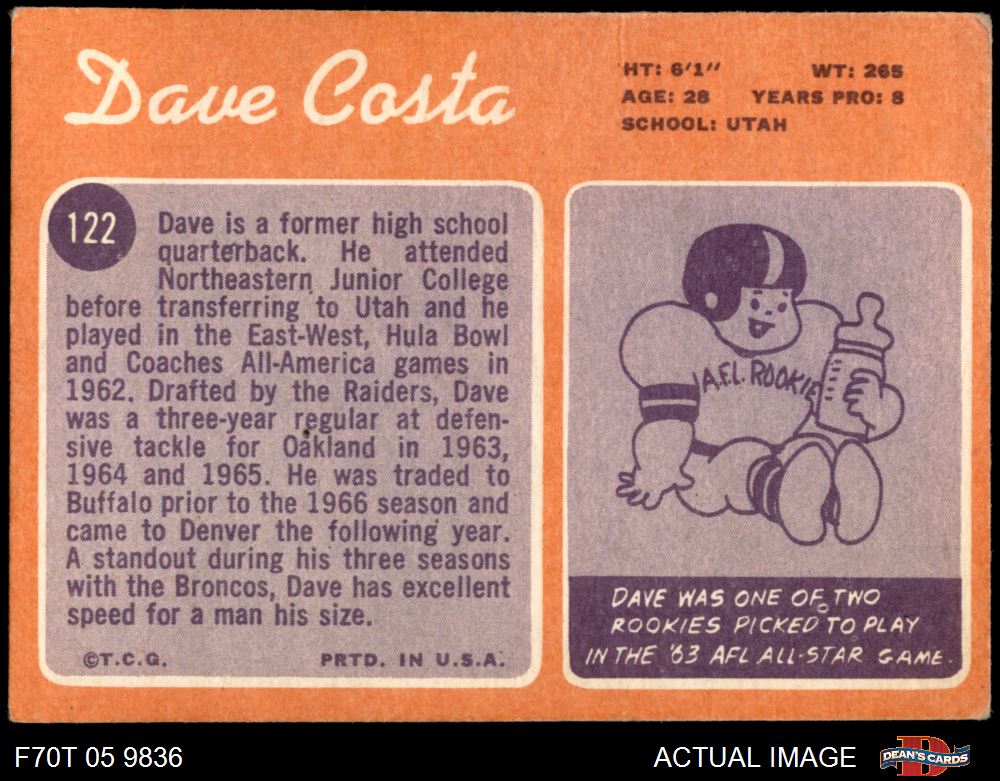 Dave Costa
HT: 6'1" WT: 265
AGE: 28 YEARS PRO: 8
SCHOOL: UTAH
122
Dave is a former high school
quarterback. He attended
Northeastern Junior College
before transferring to Utah and he
played in the East-West, Hula Bowl
and Coaches All-America games in
1962. Drafted by the Raiders, Dave
was a three-year regular at defen-
sive tackle for Oakland in 1963,
1964 and 1965. He was traded to
Buffalo prior to the 1966 season and
came to Denver the following year.
A standout during his three seasons
with the Broncos, Dave has excellent
speed for a man his size.
©T.C.G. PRTD. IN U.S.A.
A.F.L. ROOKIE
DAVE WAS ONE OF TWO
ROOKIES PICKED TO PLAY
IN THE '63 AFL ALL-STAR GAME.
F70T 05 9836
ACTUAL IMAGE
DEAN'S CARDS